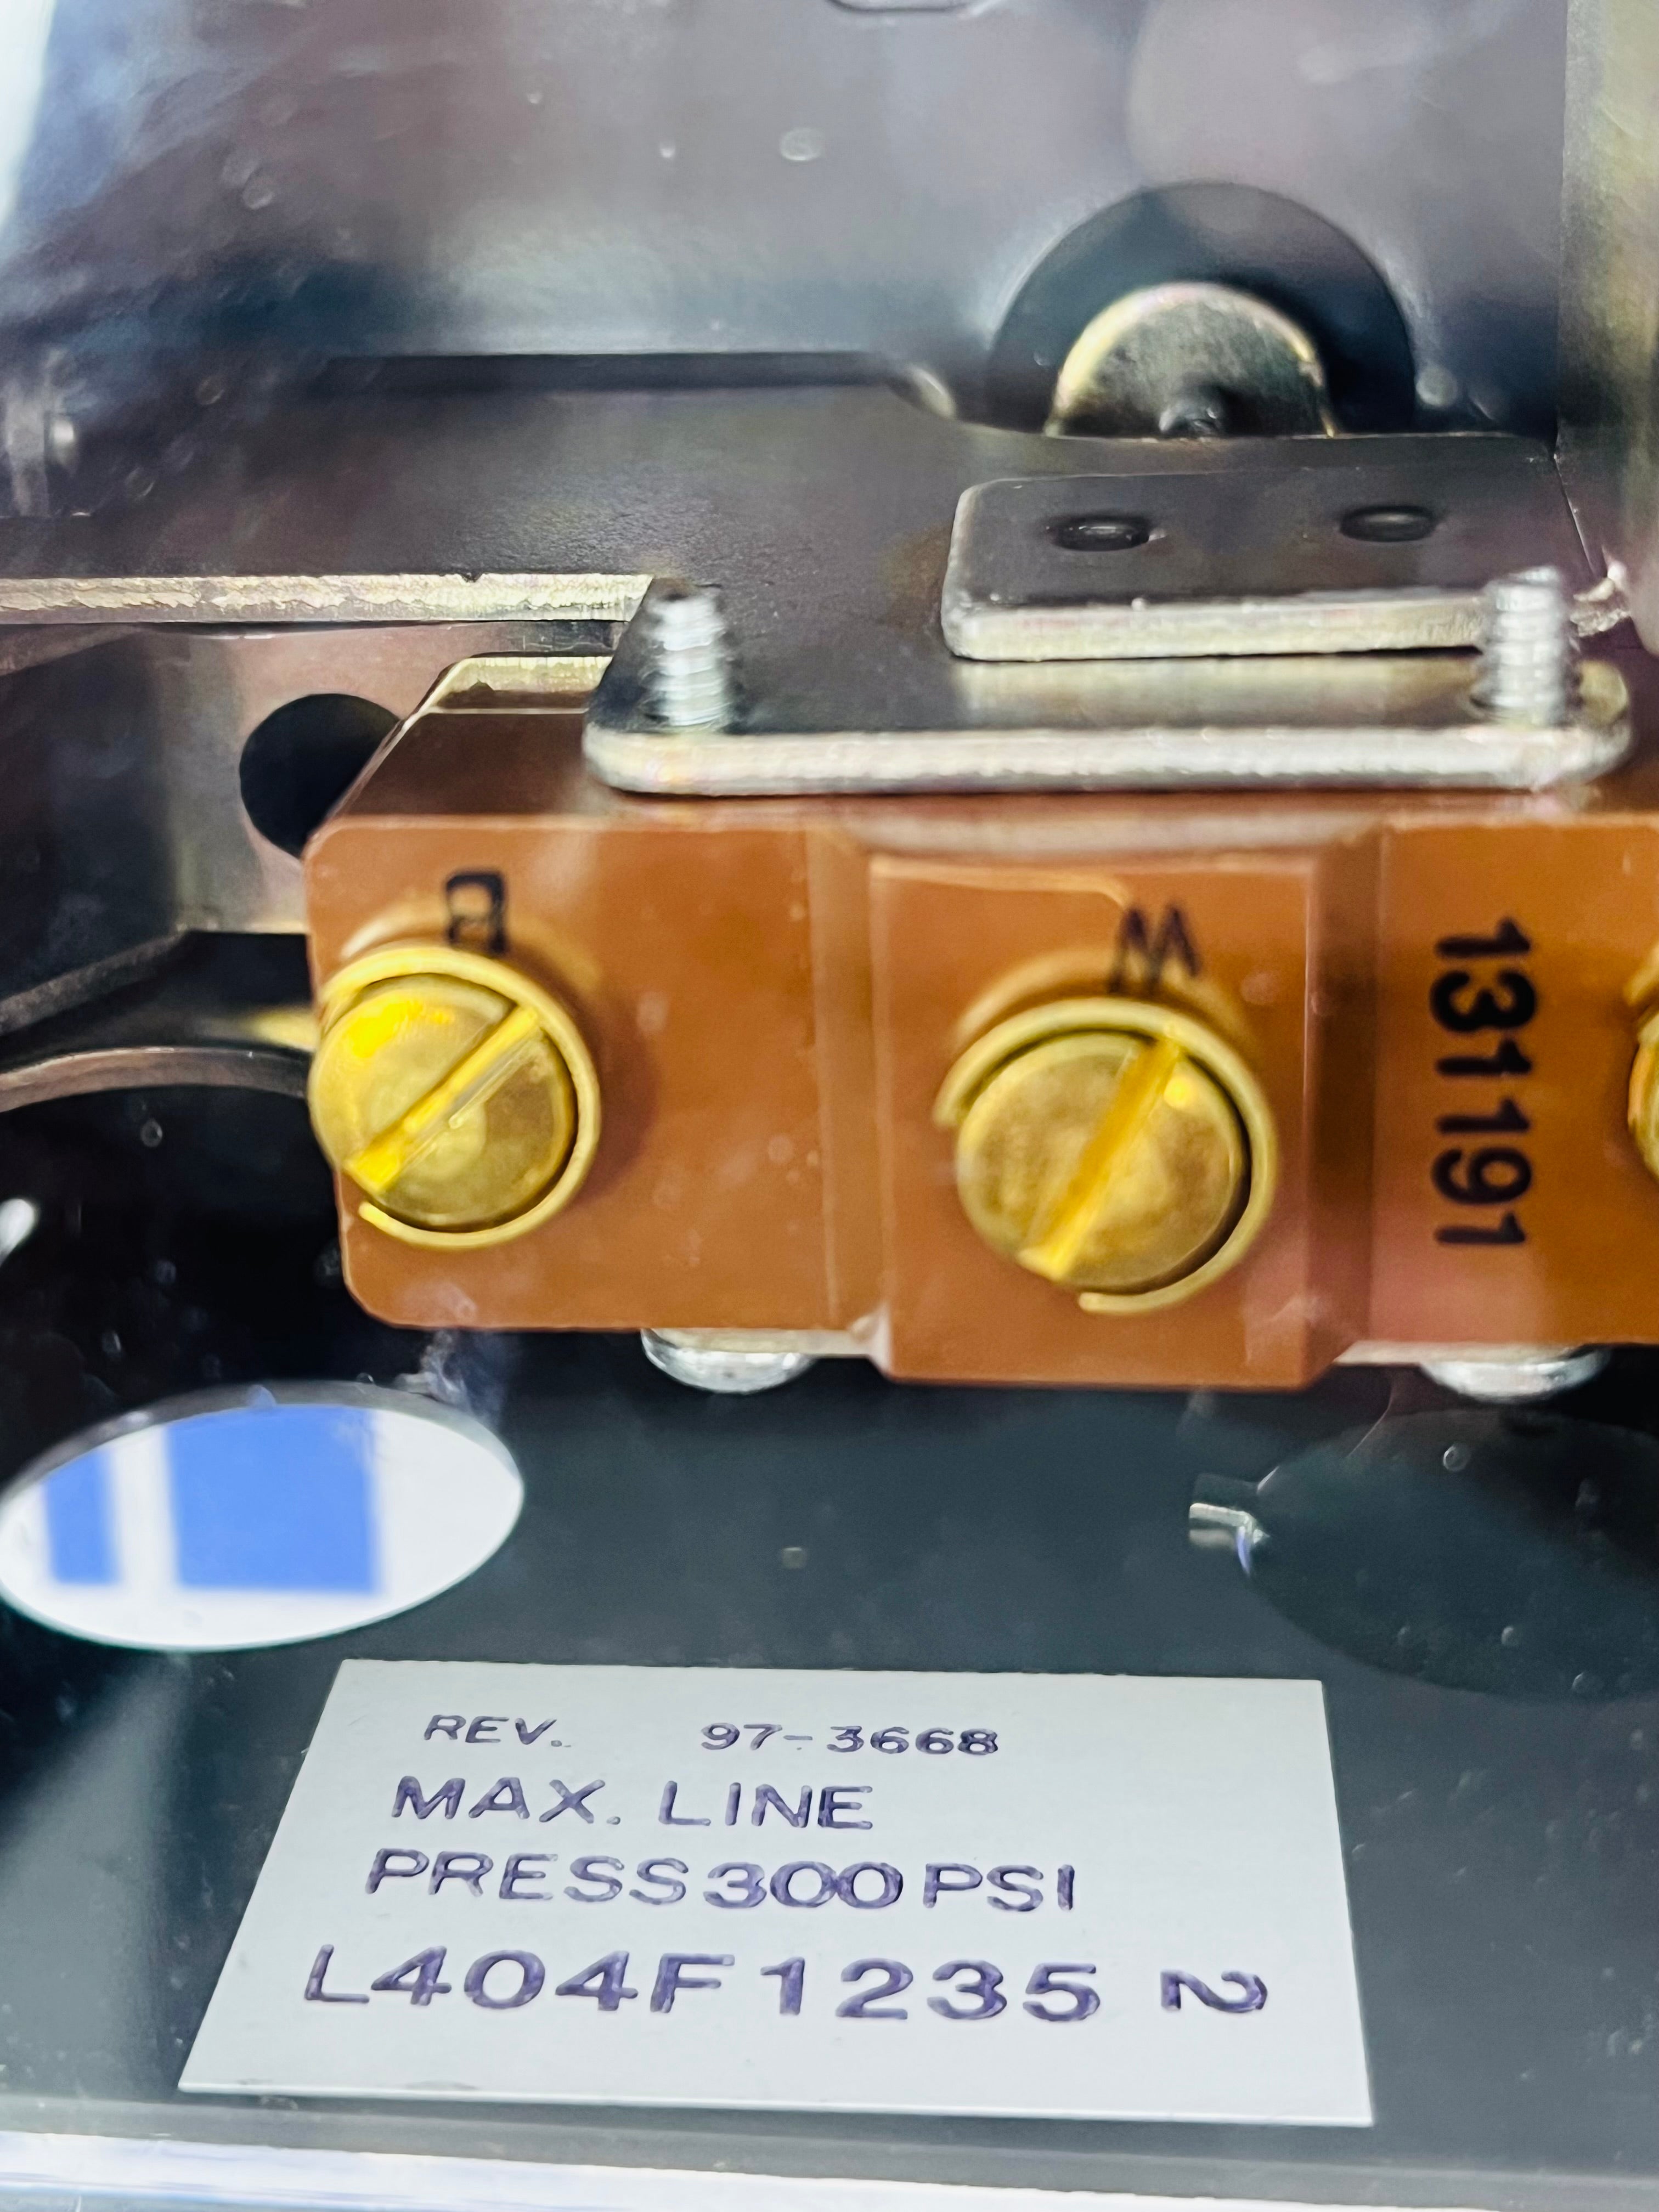 B
W
131191
REV. 97-3668
MAX. LINE
PRESS 300 PSI
L404F1235 2